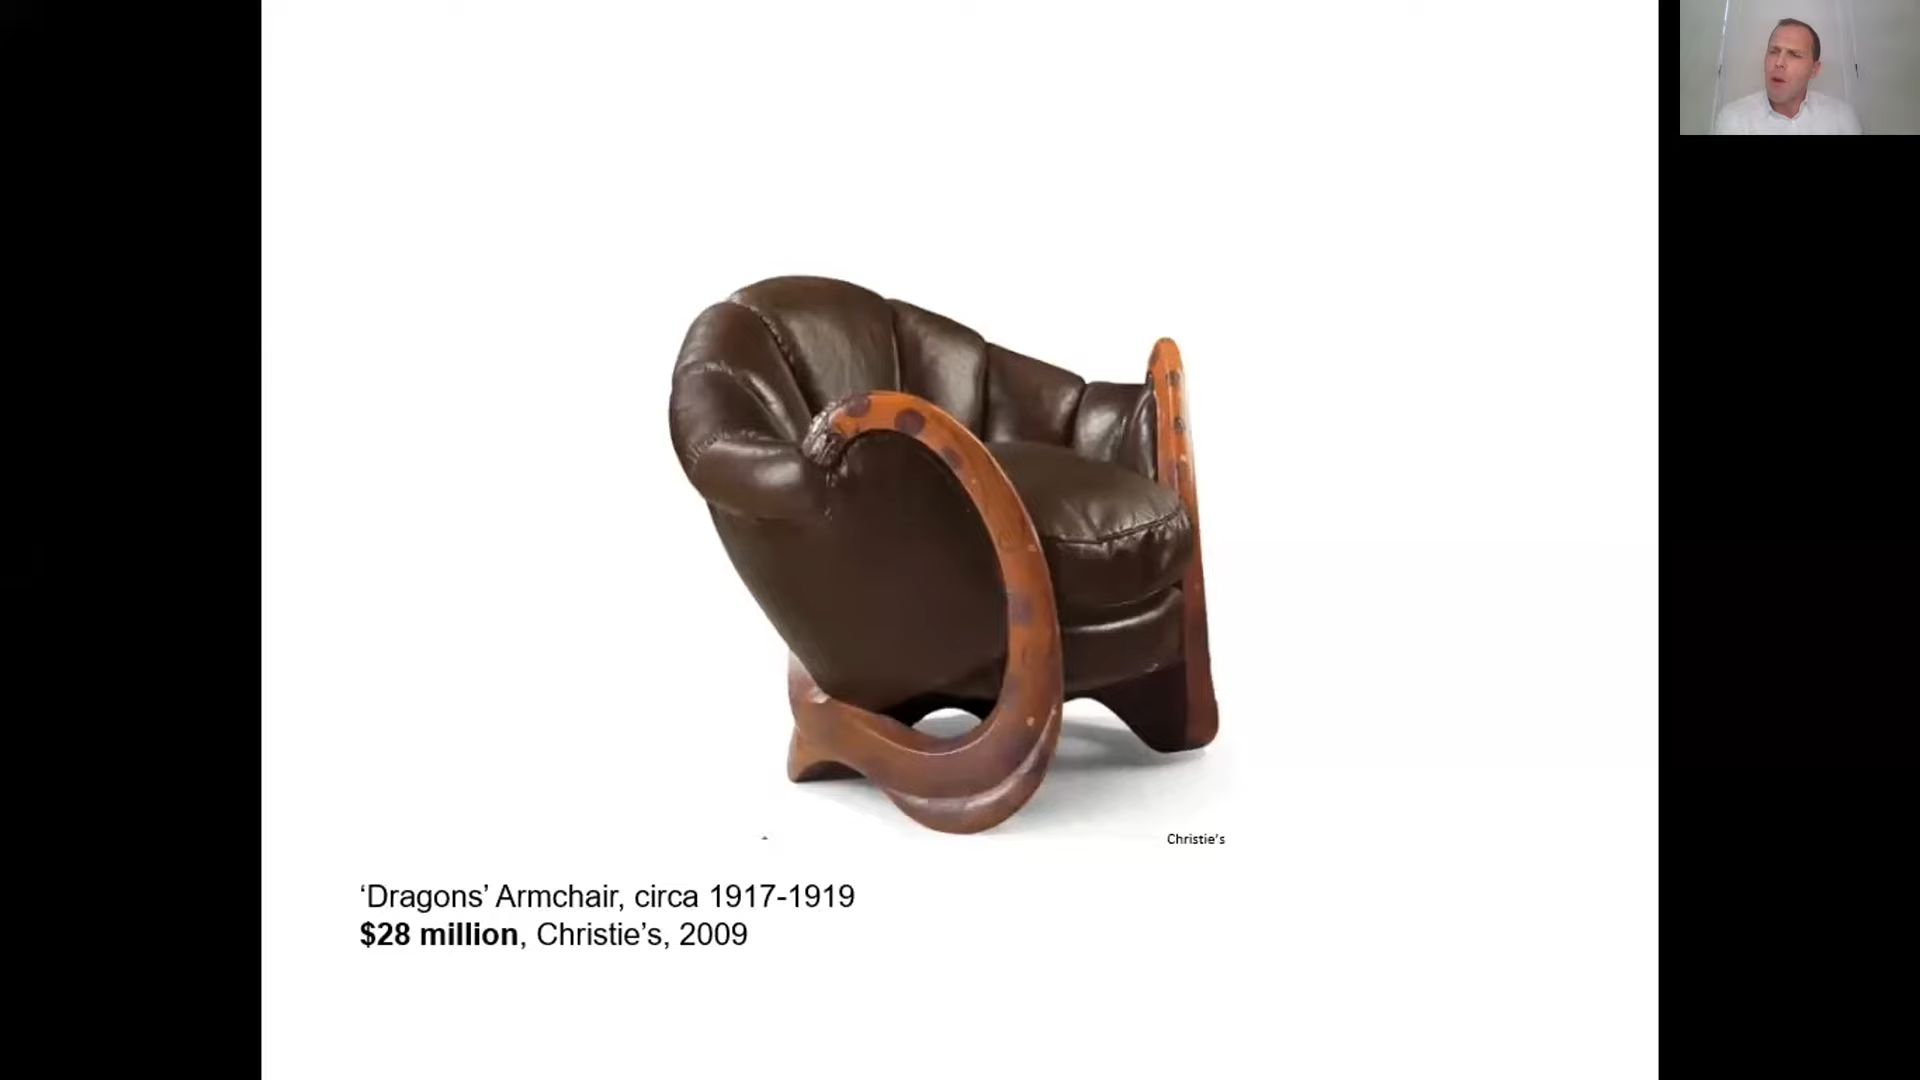 Christie's
‘Dragons’ Armchair, circa 1917-1919
$28 million, Christie’s, 2009